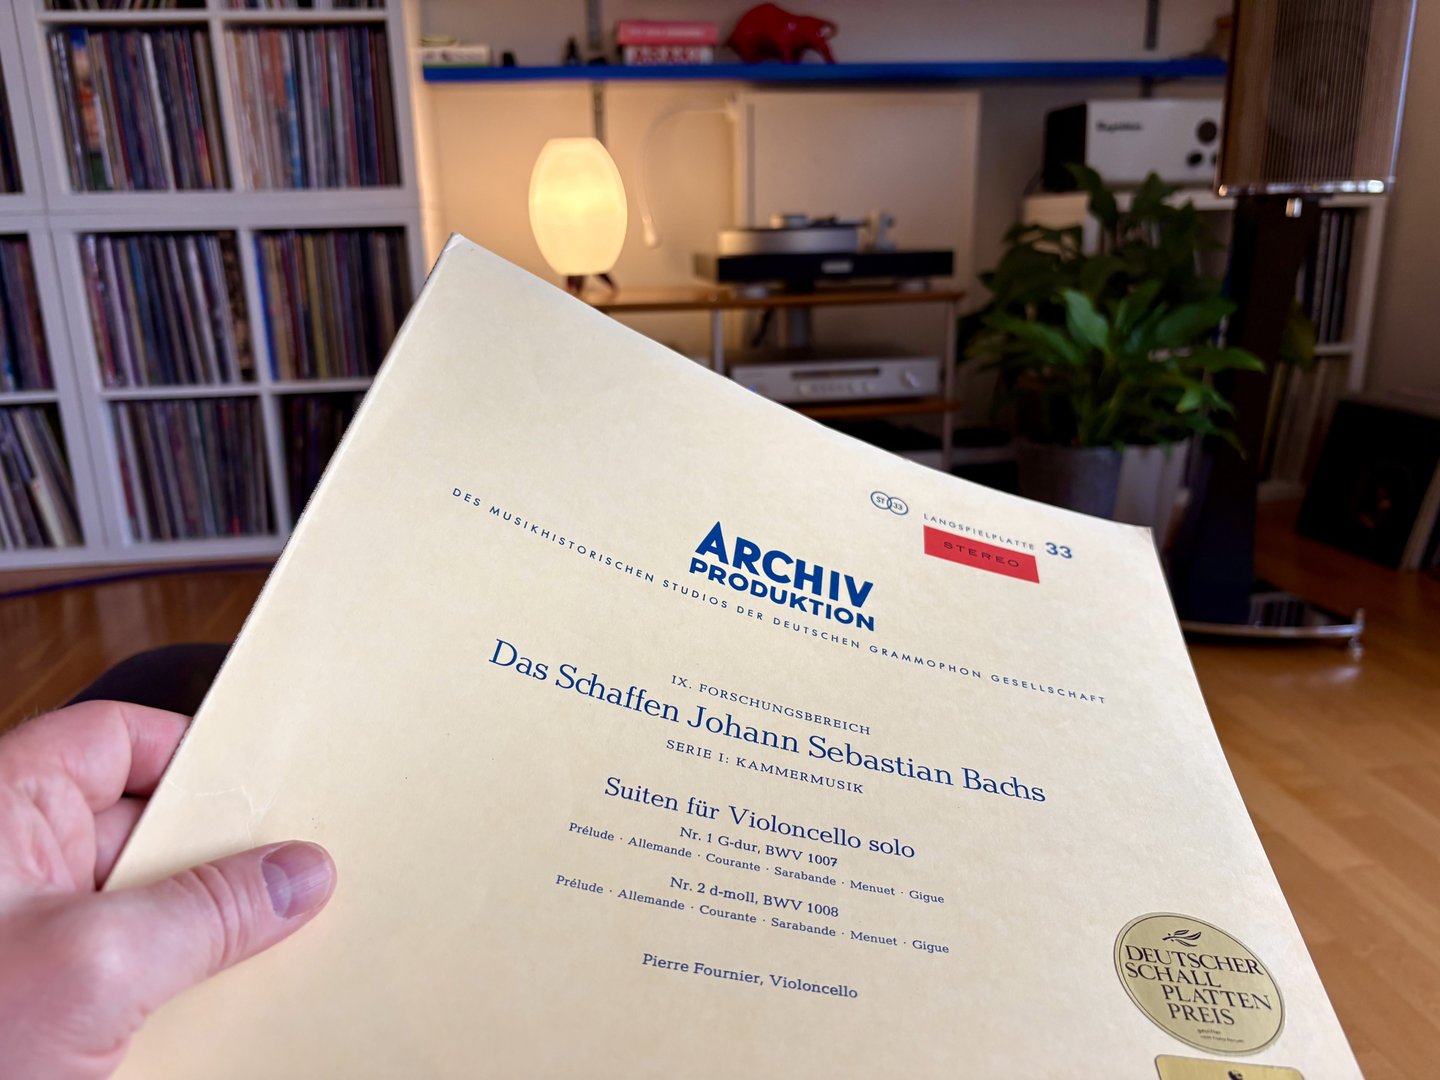 ST 33
LANGSPIELPLATTE 33
STEREO
ARCHIV
PRODUKTION
DES MUSIKHISTORISCHEN STUDIOS DER DEUTSCHEN GRAMMOPHON GESELLSCHAFT
IX. FORSCHUNGSBEREICH
Das Schaffen Johann Sebastian Bachs
SERIE I: KAMMERMUSIK
Suiten für Violoncello solo
Nr. 1 G-dur, BWV 1007
Prélude · Allemande · Courante · Sarabande · Menuet · Gigue
Nr. 2 d-moll, BWV 1008
Prélude · Allemande · Courante · Sarabande · Menuet · Gigue
Pierre Fournier, Violoncello
DEUTSCHER
SCHALL
PLATTEN
PREIS